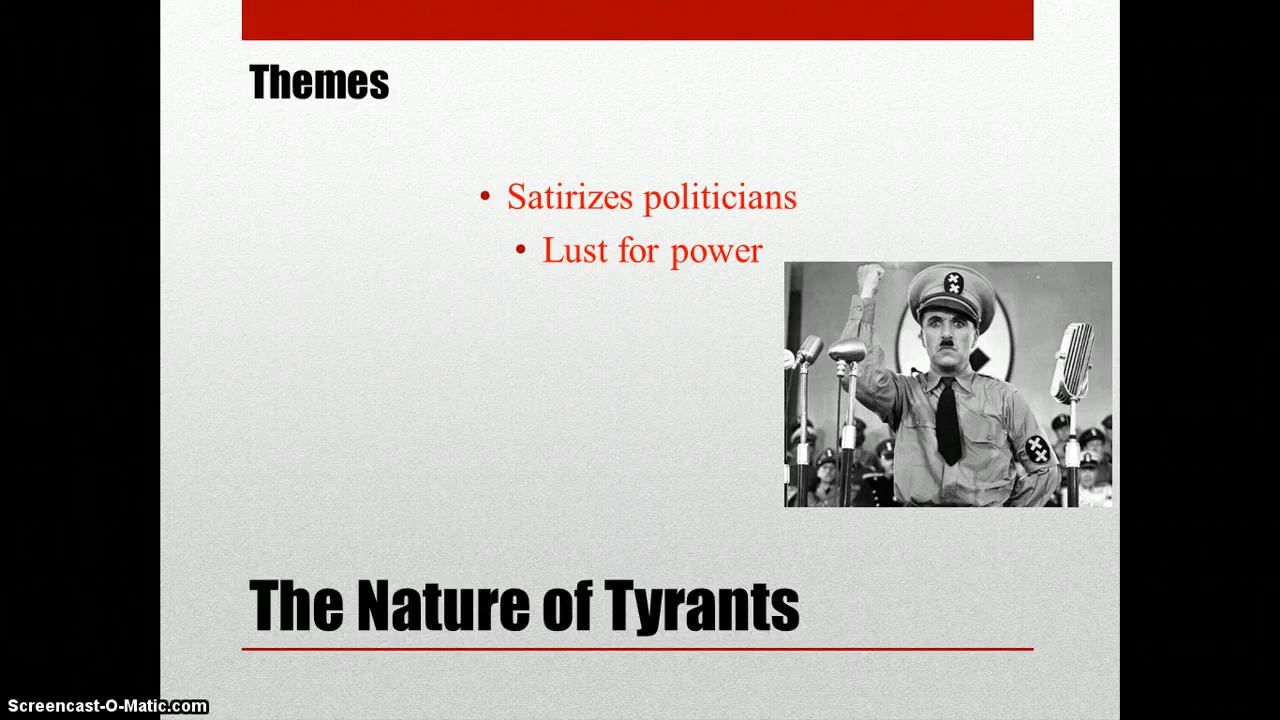 Themes
• Satirizes politicians
• Lust for power
The Nature of Tyrants
Screencast-O-Matic.com